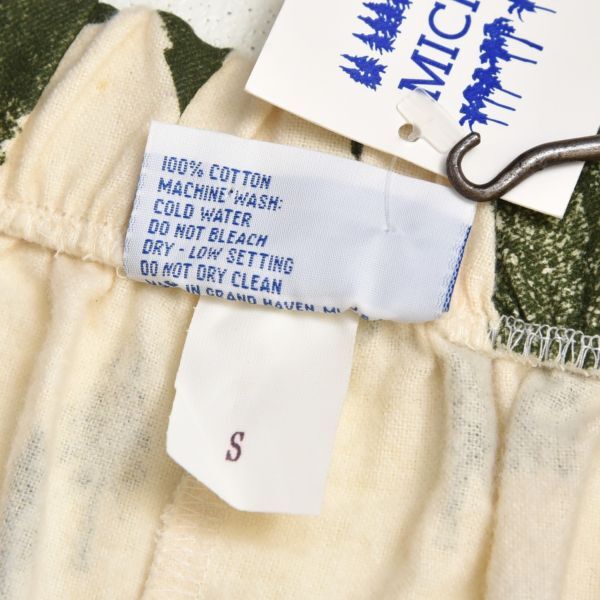 MIC
100% COTTON
MACHINE WASH:
COLD WATER
DO NOT BLEACH
DRY - LOW SETTING
DO NOT DRY CLEAN
IN GRAND HAVEN,
S